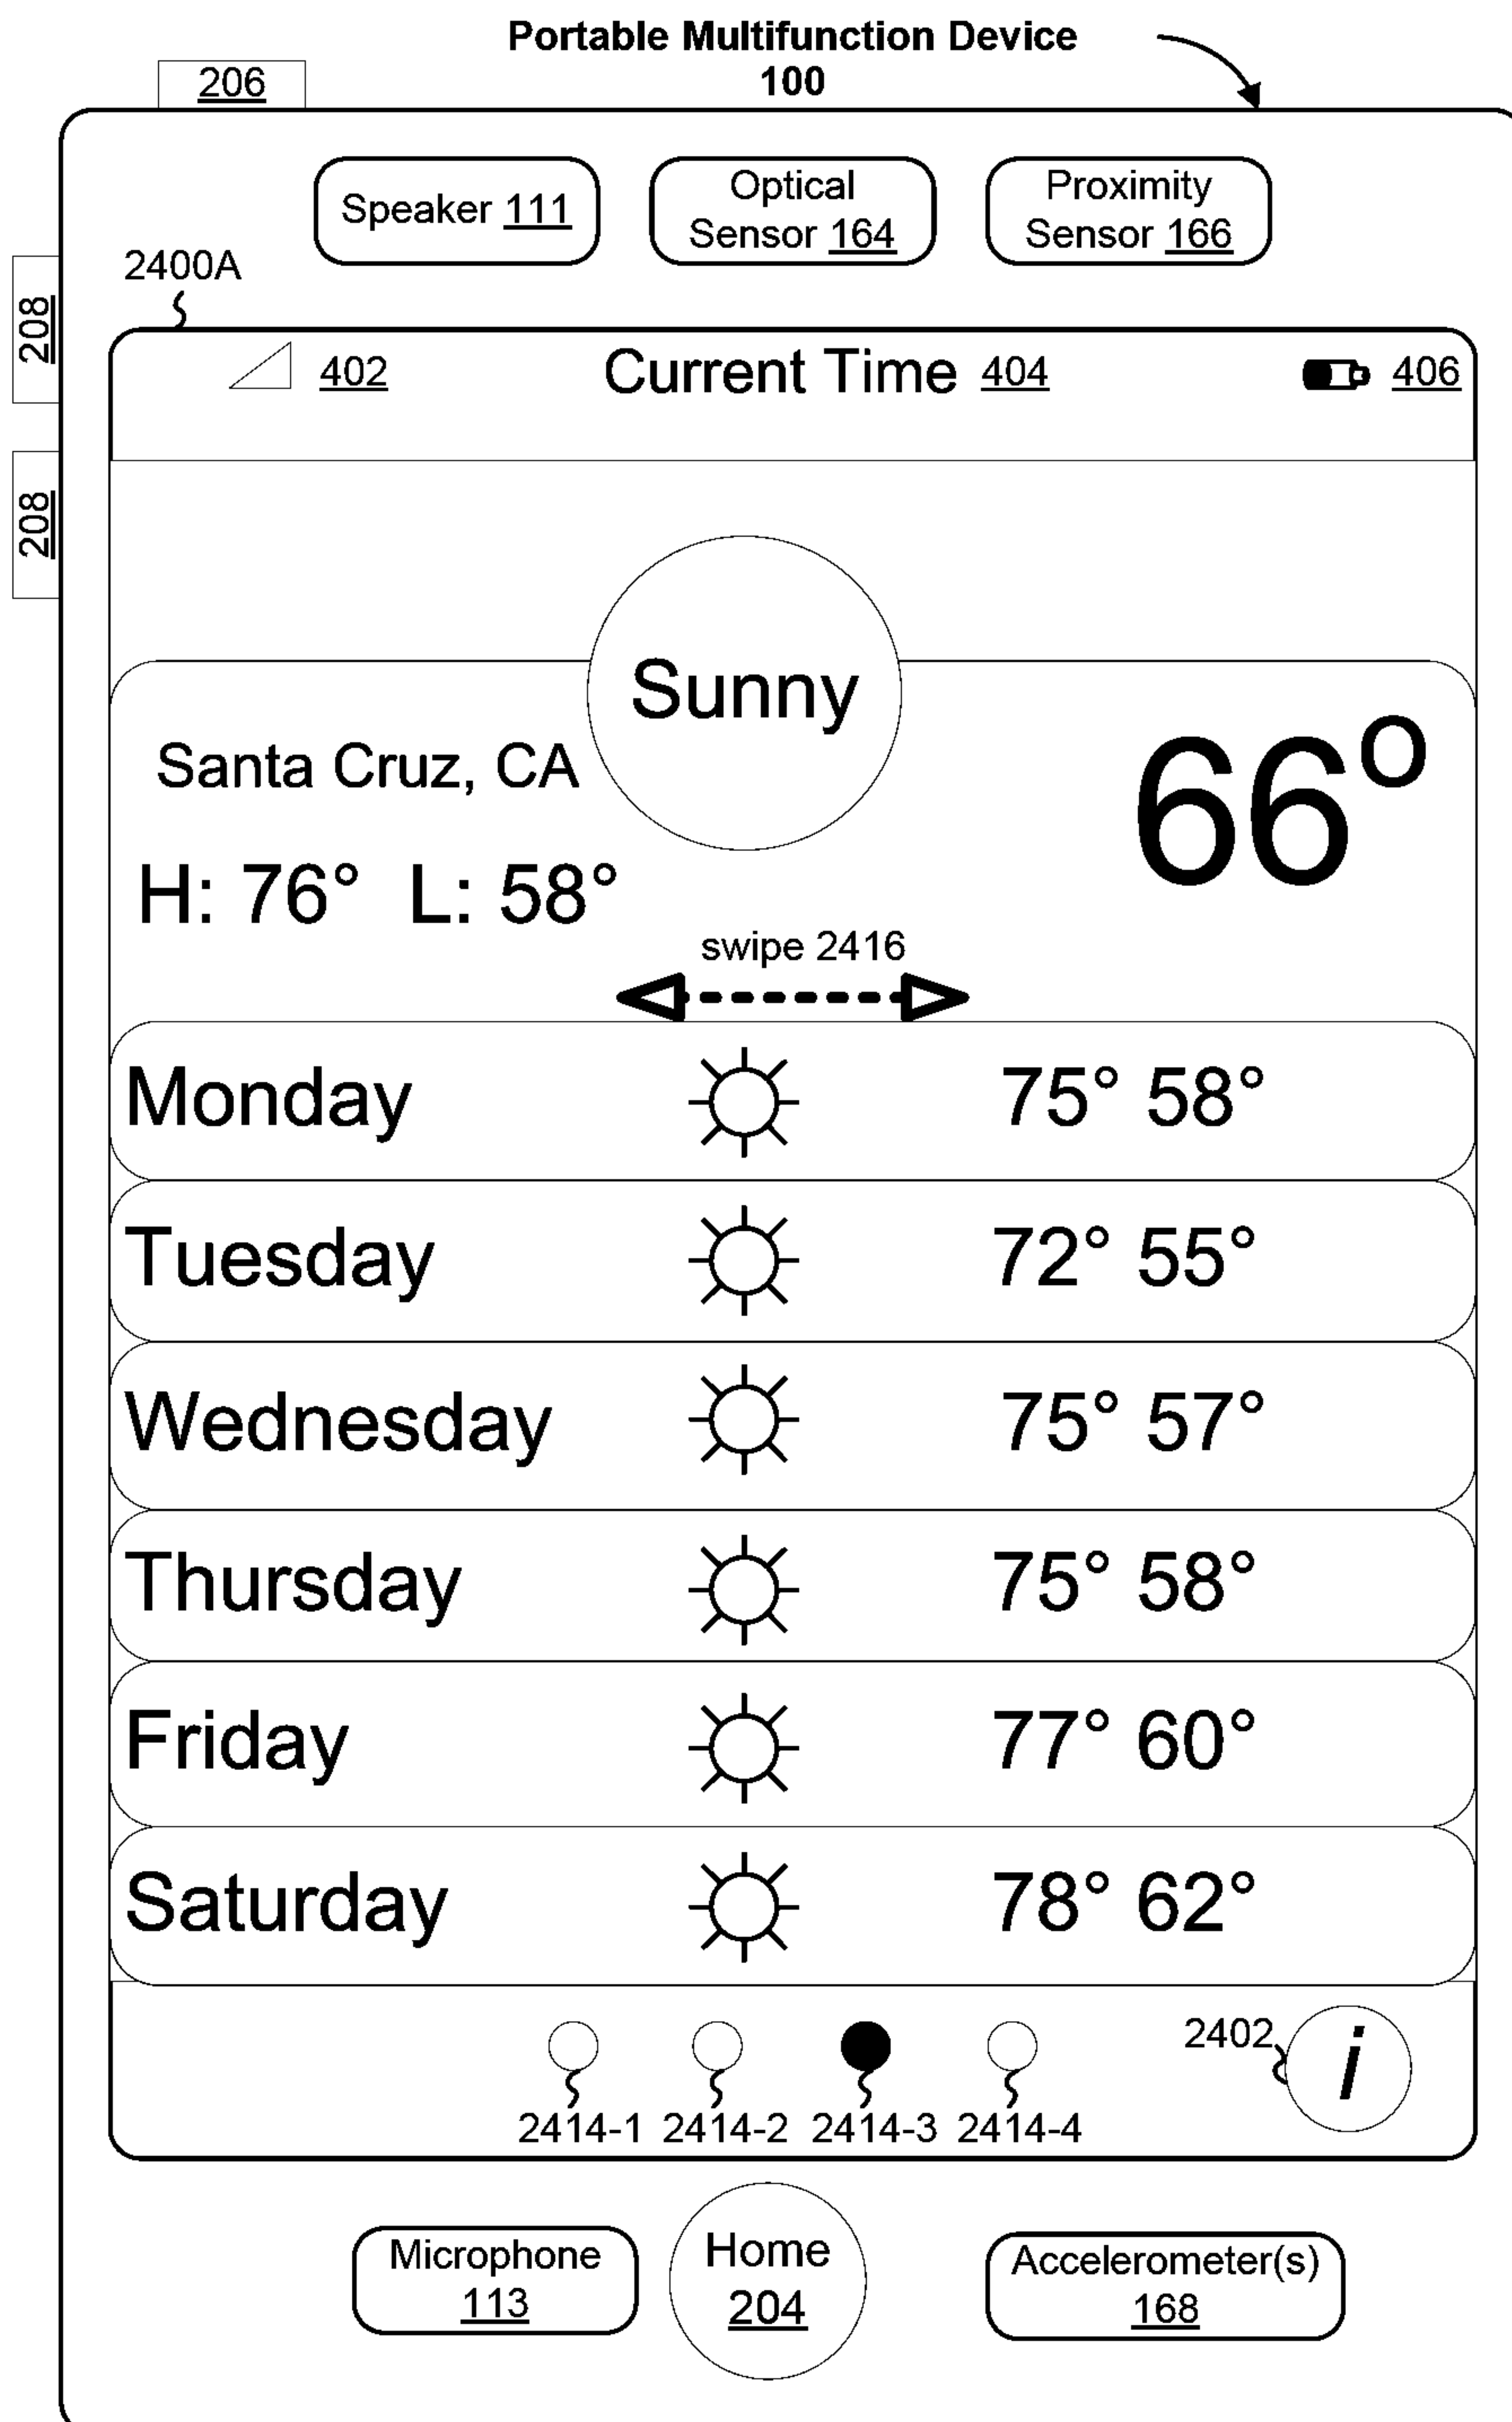 Portable Multifunction Device
100
206
Speaker 111
Optical
Sensor 164
Proximity
Sensor 166
2400A
208
208
402
Current Time 404
406
Sunny
Santa Cruz, CA
66°
H: 76° L: 58°
swipe 2416
Monday 75° 58°
Tuesday 72° 55°
Wednesday 75° 57°
Thursday 75° 58°
Friday 77° 60°
Saturday 78° 62°
2402
i
2414-1 2414-2 2414-3 2414-4
Microphone
113
Home
204
Accelerometer(s)
168